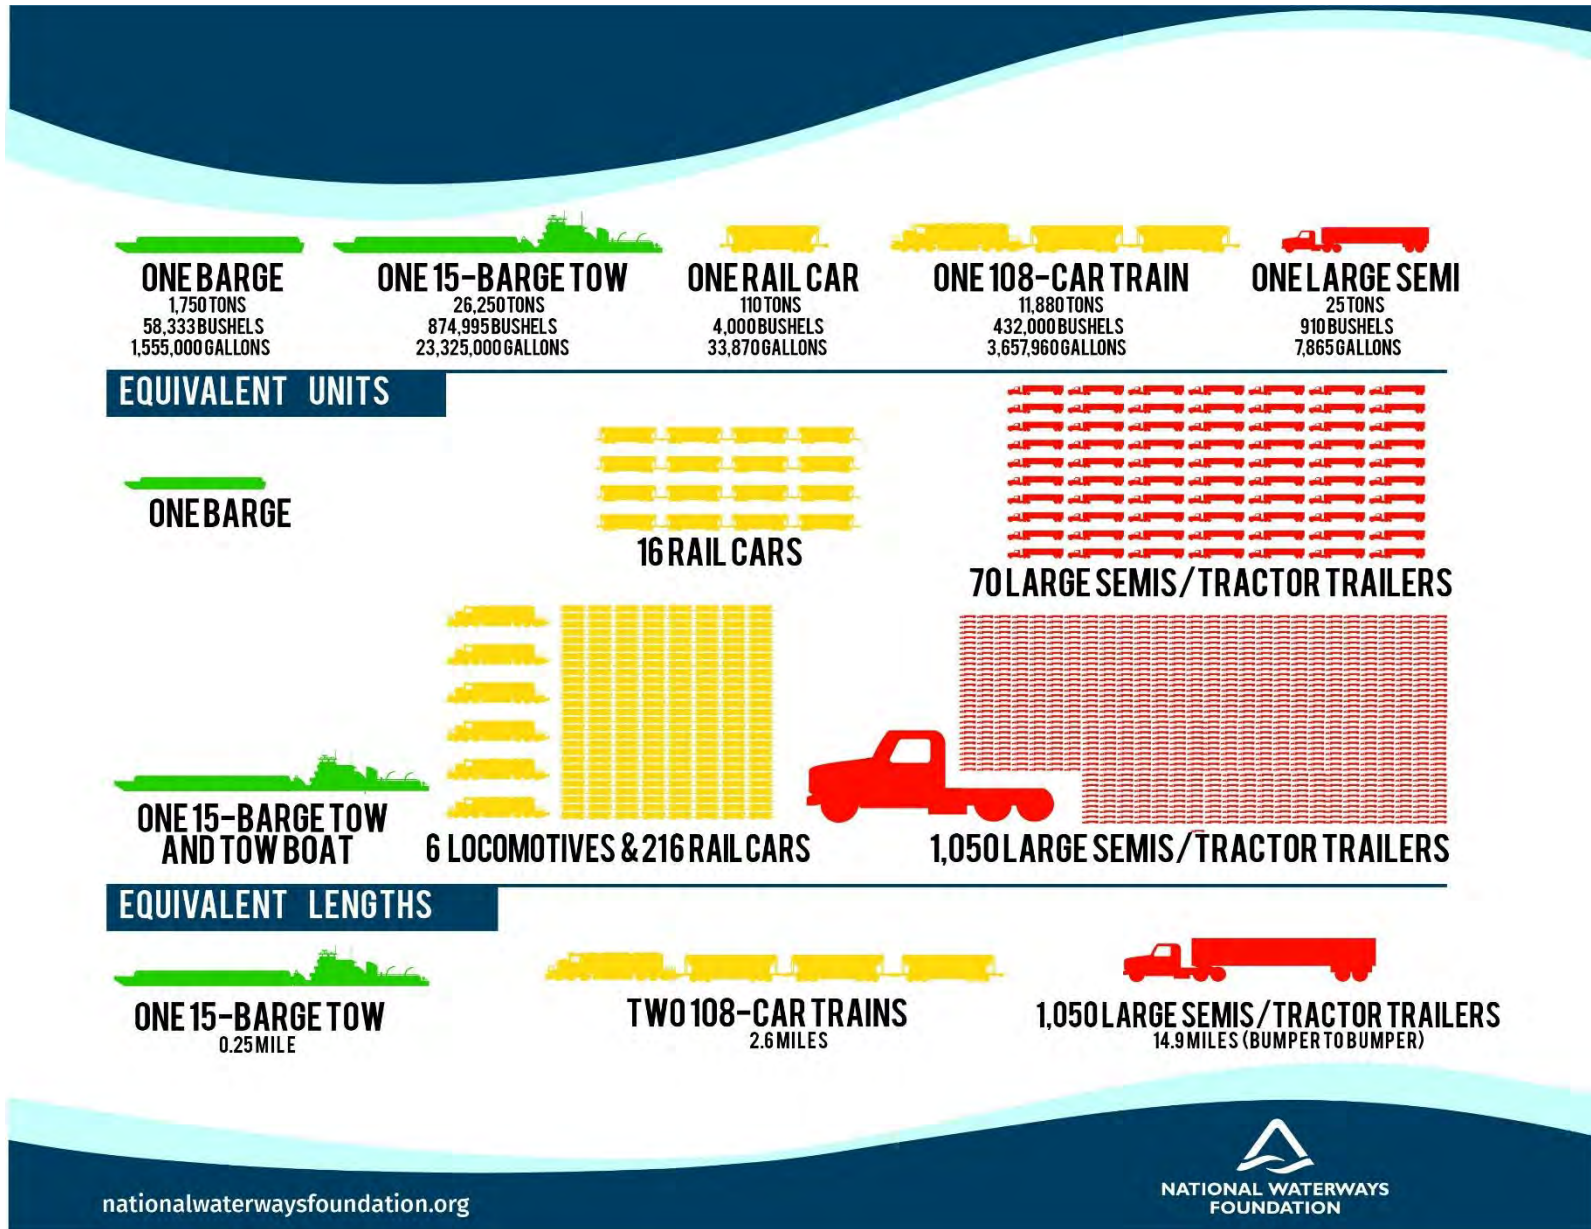 ONE BARGE
1,750 TONS
58,333 BUSHELS
1,555,000 GALLONS
ONE 15-BARGE TOW
26,250 TONS
874,995 BUSHELS
23,325,000 GALLONS
ONE RAIL CAR
110 TONS
4,000 BUSHELS
33,870 GALLONS
ONE 108-CAR TRAIN
11,880 TONS
432,000 BUSHELS
3,657,960 GALLONS
ONE LARGE SEMI
25 TONS
910 BUSHELS
7,865 GALLONS
EQUIVALENT UNITS
ONE BARGE
16 RAIL CARS
70 LARGE SEMIS/TRACTOR TRAILERS
ONE 15-BARGE TOW
AND TOW BOAT
6 LOCOMOTIVES & 216 RAIL CARS
1,050 LARGE SEMIS/TRACTOR TRAILERS
EQUIVALENT LENGTHS
ONE 15-BARGE TOW
0.25 MILE
TWO 108-CAR TRAINS
2.6 MILES
1,050 LARGE SEMIS/TRACTOR TRAILERS
14.9 MILES (BUMPER TO BUMPER)
nationalwaterwaysfoundation.org
NATIONAL WATERWAYS
FOUNDATION